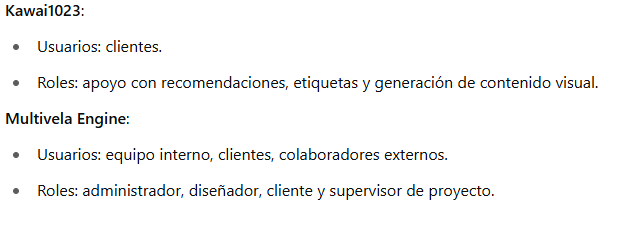 Kawai1023:
• Usuarios: clientes.
• Roles: apoyo con recomendaciones, etiquetas y generación de contenido visual.
Multivela Engine:
• Usuarios: equipo interno, clientes, colaboradores externos.
• Roles: administrador, diseñador, cliente y supervisor de proyecto.